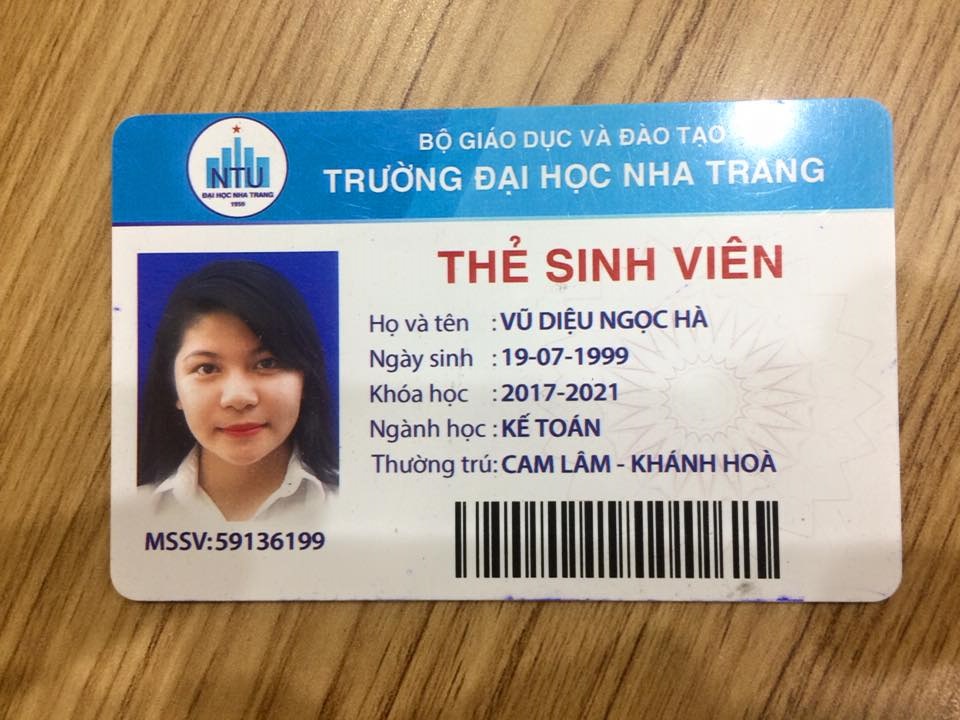 NTU
ĐẠI HỌC NHA TRANG
1959
BỘ GIÁO DỤC VÀ ĐÀO TẠO
TRƯỜNG ĐẠI HỌC NHA TRANG
THẺ SINH VIÊN
Họ và tên : VŨ DIỆU NGỌC HÀ
Ngày sinh : 19-07-1999
Khóa học : 2017-2021
Ngành học : KẾ TOÁN
Thường trú: CAM LÂM - KHÁNH HOÀ
MSSV: 59136199